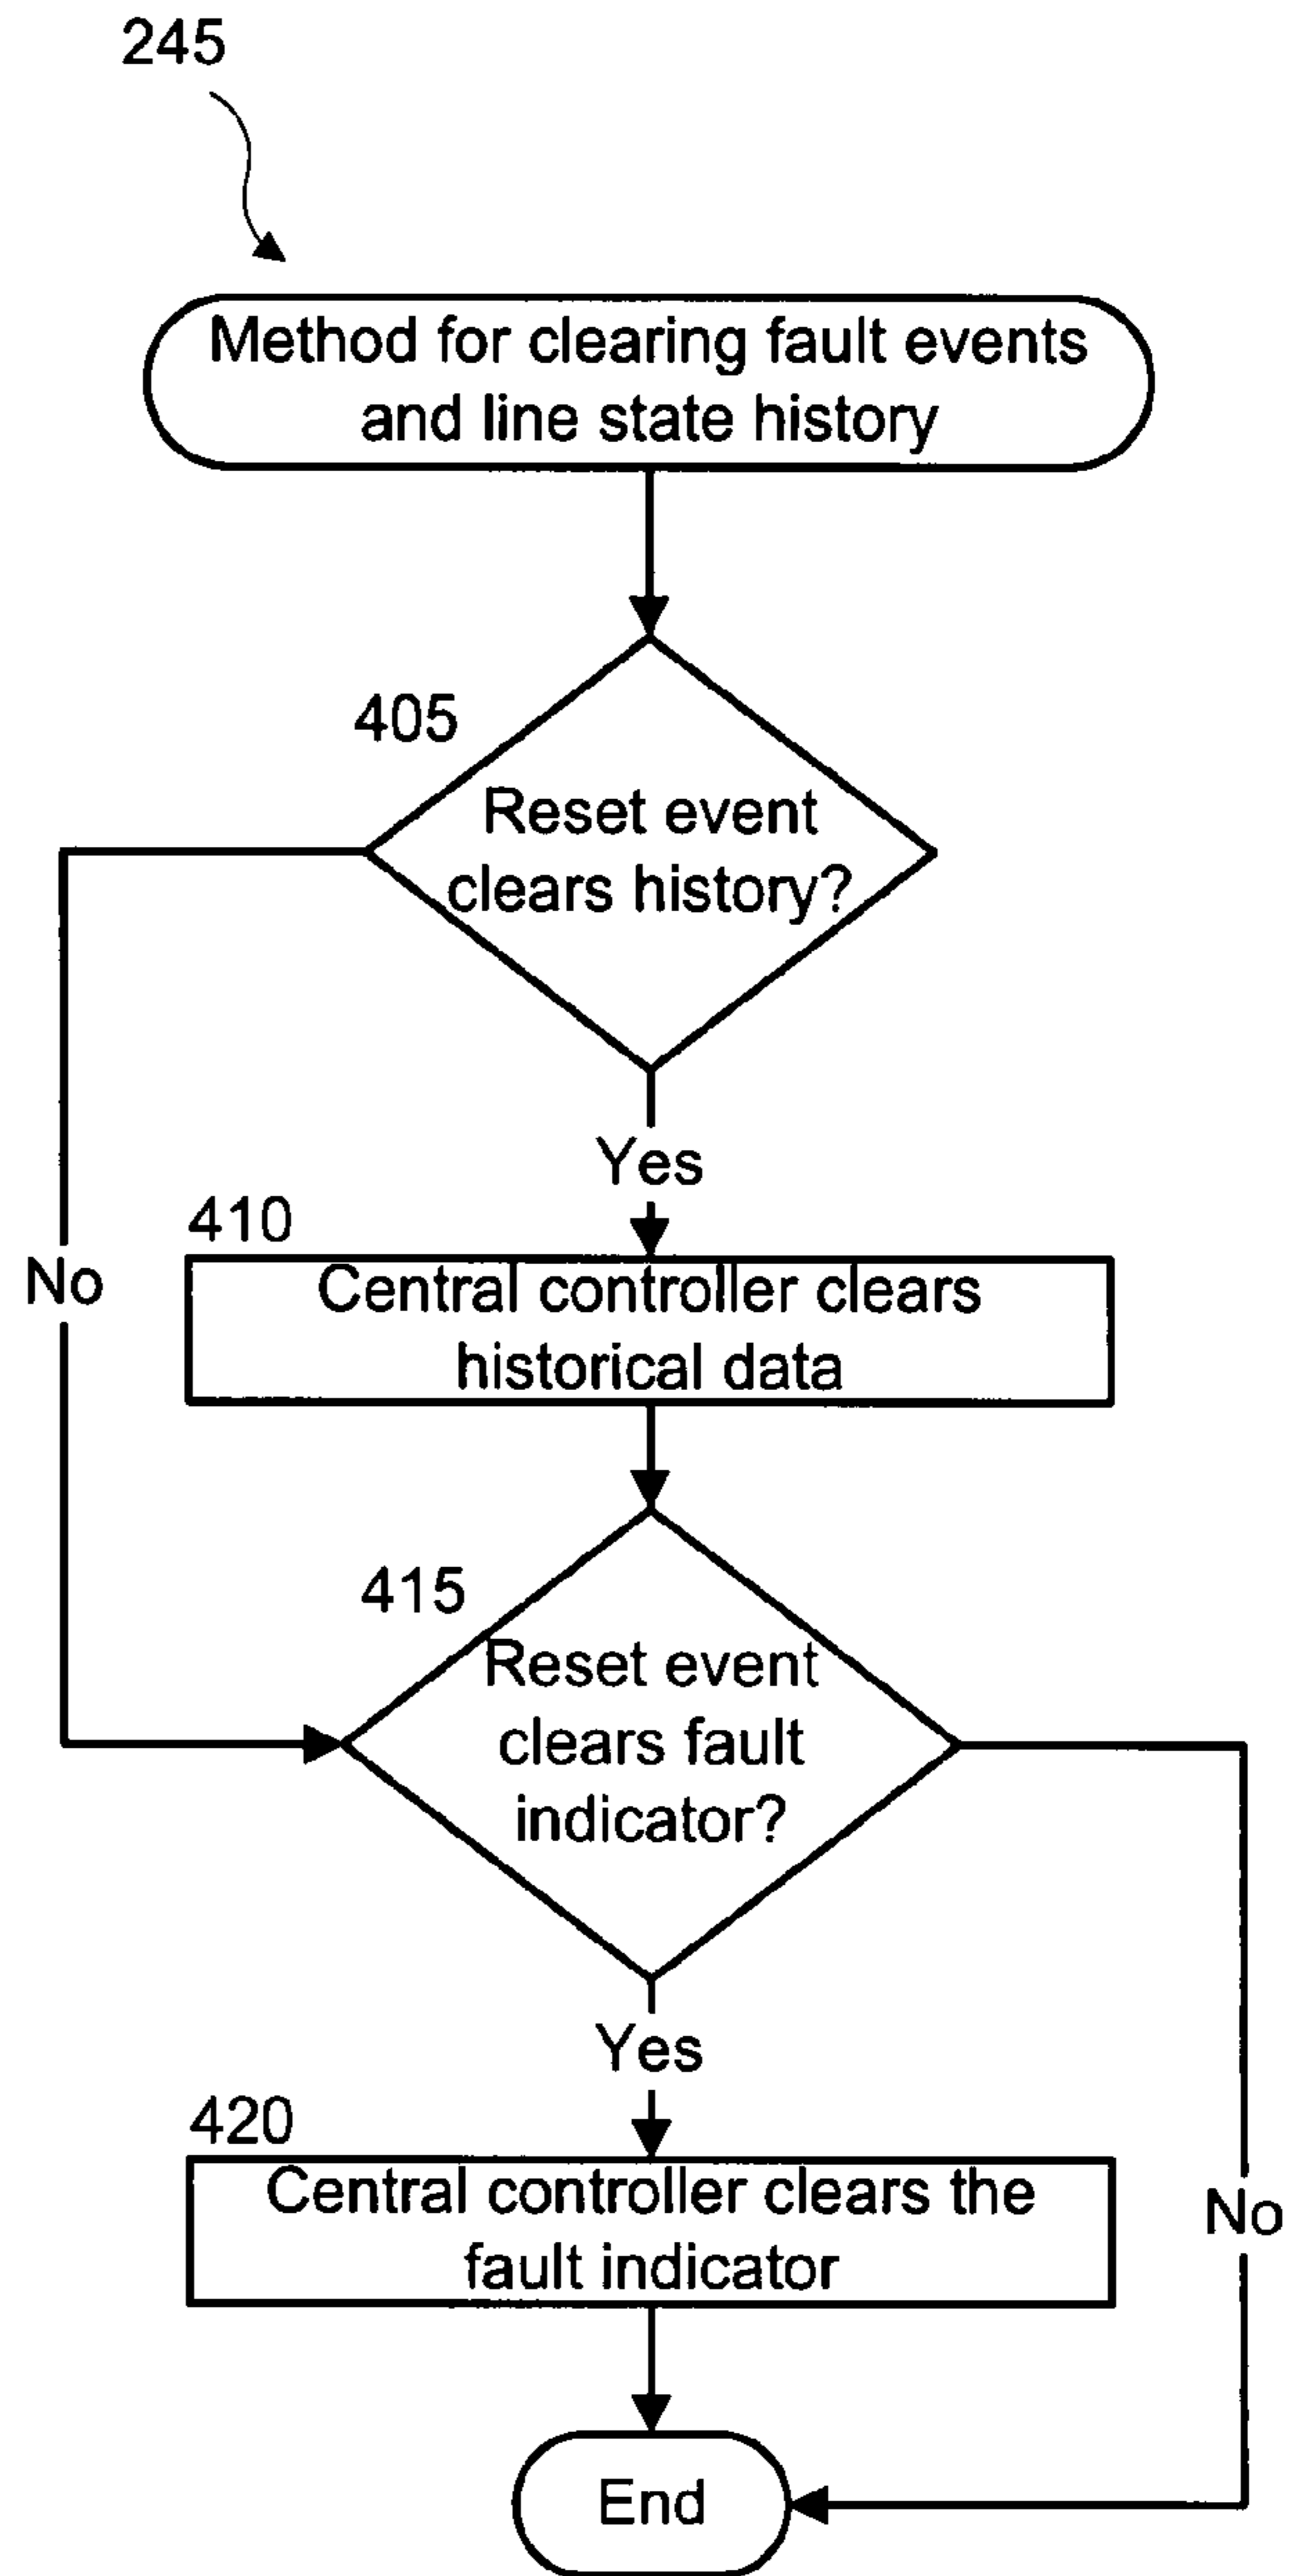 245
Method for clearing fault events
and line state history
405
Reset event
clears history?
Yes
410
No
Central controller clears
historical data
415
Reset event
clears fault
indicator?
Yes
420
Central controller clears the
fault indicator
No
End